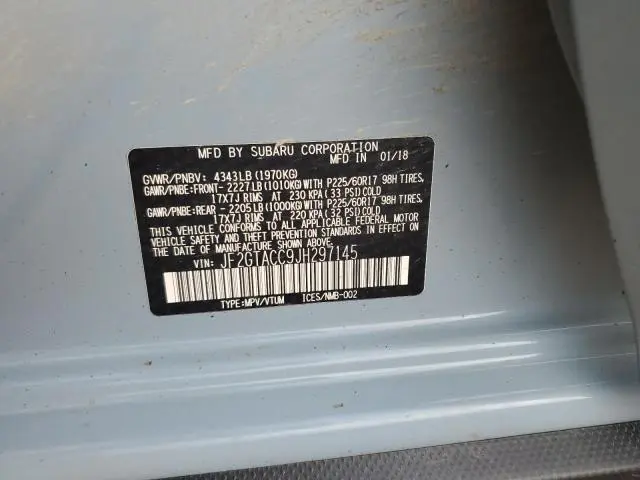 MFD BY SUBARU CORPORATION
MFD IN 01/18
GVWR/PNBV: 4343LB(1970KG)
GAWR/PNBE:FRONT- 2227LB(1010KG)WITH P225/60R17 98H TIRES,
17X7J RIMS AT 230 KPA(33 PSI)COLD
GAWR/PNBE:REAR - 2205LB(1000KG)WITH P225/60R17 98H TIRES,
17X7J RIMS AT 220 KPA(32 PSI)COLD
THIS VEHICLE CONFORMS TO ALL APPLICABLE FEDERAL MOTOR
VEHICLE SAFETY AND THEFT PREVENTION STANDARDS IN EFFECT ON
THE DATE OF MANUFACTURE SHOWN ABOVE.
VIN: JF2GTACC9JH297145
TYPE:MPV/VTUM ICES/NMB-002